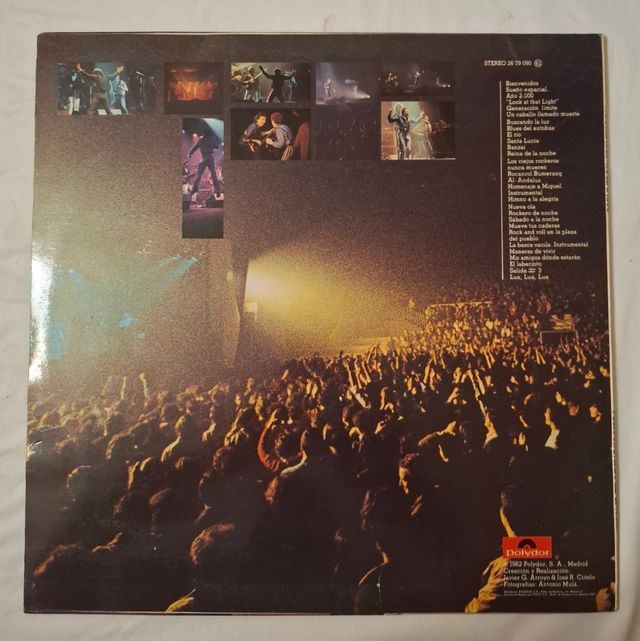 STEREO 26 79 090
Bienvenidos
Sueño espacial.
Año 2.000
"Look at that Light"
Generación límite
Un caballo llamado muerte
Buscando la luz
Blues del autobús
El río
Santa Lucía
Banzai
Reina de la noche
Los viejos rockeros
nunca mueren
Rocanrol Bumerang
Al-Andalus
Homenaje a Miguel.
Instrumental
Himno a la alegría
Nueva ola
Rockero de noche
Sábado a la noche
Mueve tus caderas
Rock and roll en la plaza
del pueblo
La basca vacila. Instrumental
Maneras de vivir
Mis amigos dónde estarán
El laberinto
Salida # 3
Lua, Lua, Lua
polydor
℗ 1982 Polydor, S. A., Madrid
Creación y Realización:
Javier G. Arroyo & José R. Cotelo
Fotografías: Antonio Mulá.